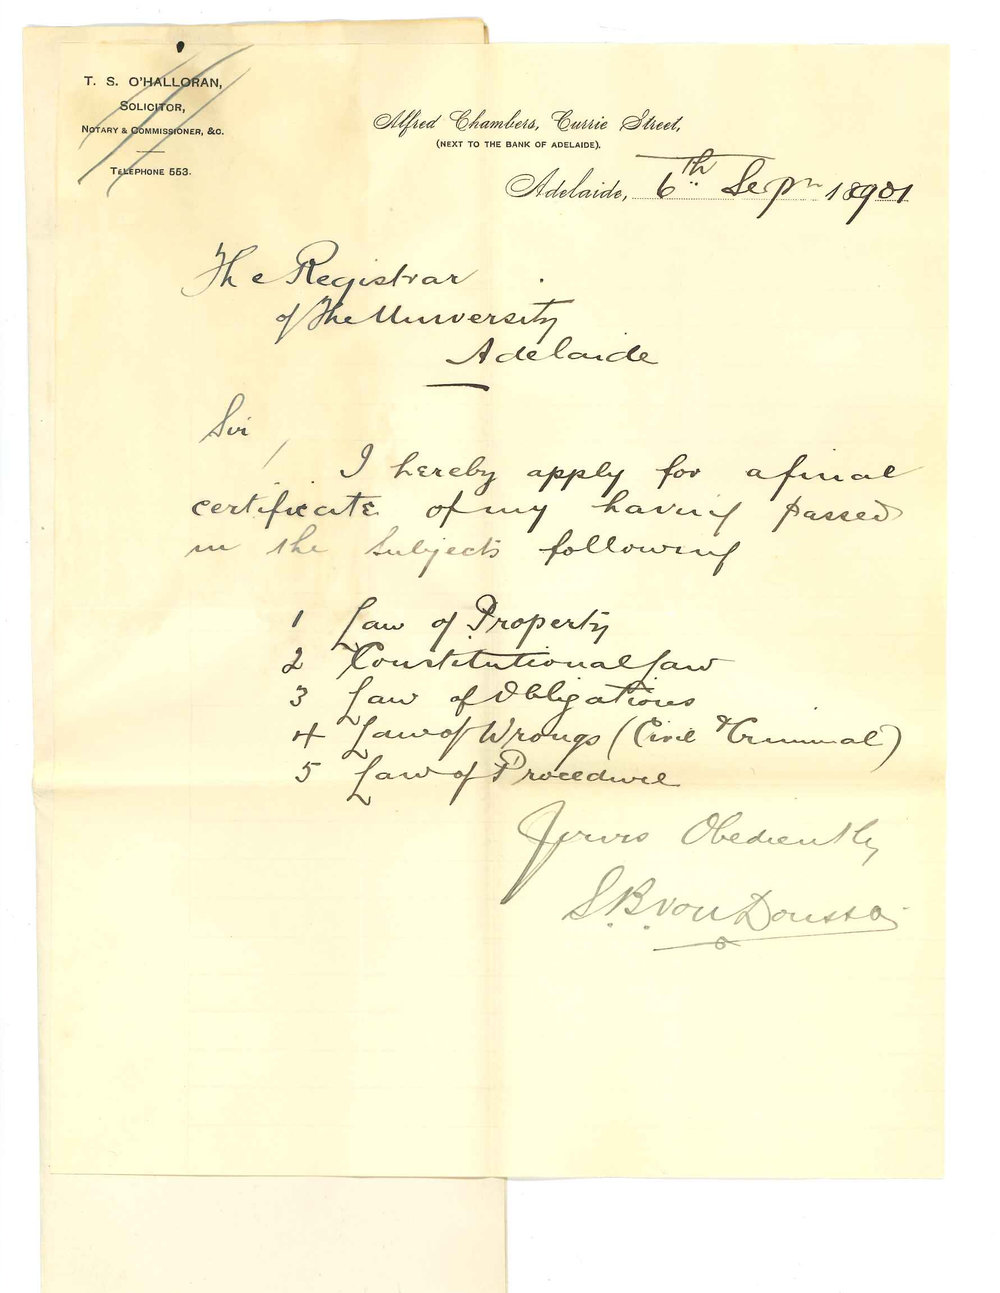 T. S. O'HALLORAN,
SOLICITOR,
NOTARY & COMMISSIONER, &C.
TELEPHONE 553.
Alfred Chambers, Currie Street,
(NEXT TO THE BANK OF ADELAIDE).
Adelaide, 6th Sepr 1901
The Registrar
of The University
Adelaide
Sir
I hereby apply for a final
certificate of my having passed
in the subjects following
1 Law of Property
2 Constitutional Law
3 Law of Obligations
4 Law of Wrongs (Civil & Criminal)
5 Law of Procedure
Yours Obediently
S. B. von Doussa